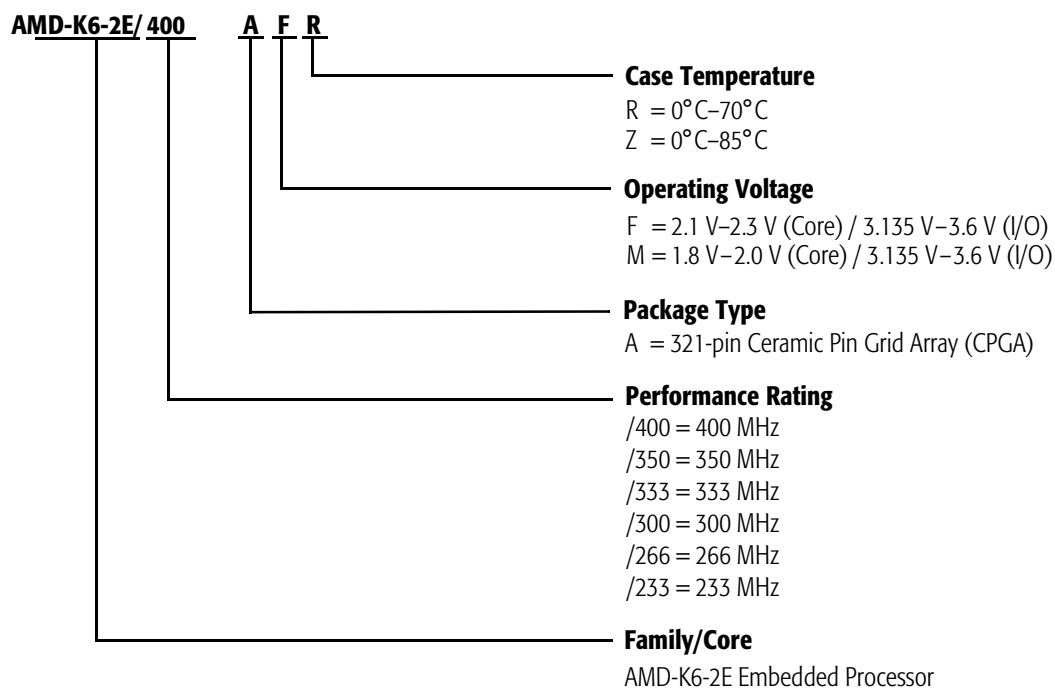 AMD-K6-2E/ 400 A F R
Case Temperature
R = 0°C–70°C
Z = 0°C–85°C
Operating Voltage
F = 2.1 V–2.3 V (Core) / 3.135 V–3.6 V (I/O)
M = 1.8 V–2.0 V (Core) / 3.135 V–3.6 V (I/O)
Package Type
A = 321-pin Ceramic Pin Grid Array (CPGA)
Performance Rating
/400 = 400 MHz
/350 = 350 MHz
/333 = 333 MHz
/300 = 300 MHz
/266 = 266 MHz
/233 = 233 MHz
Family/Core
AMD-K6-2E Embedded Processor